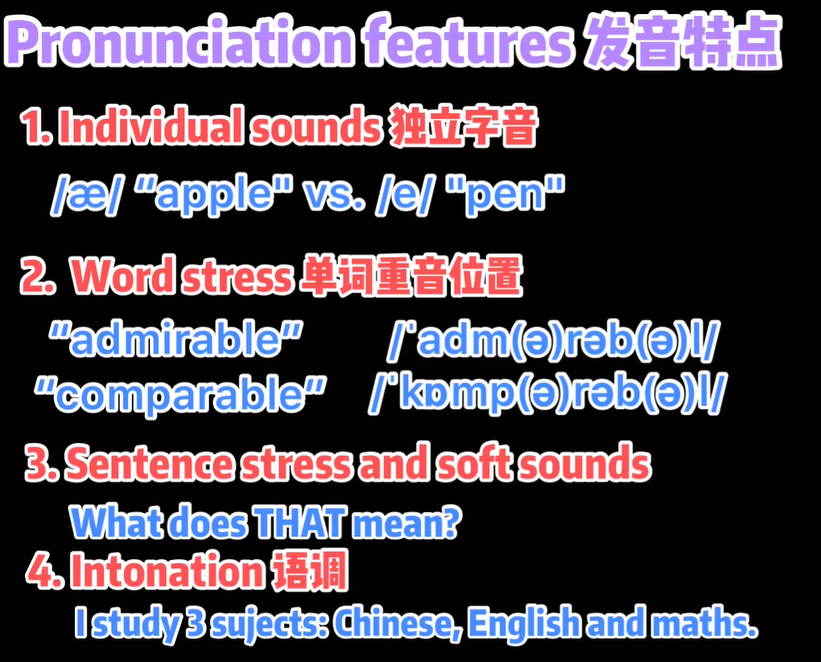 Pronunciation features 发音特点
1. Individual sounds 独立字音
/æ/ “apple" vs. /e/ "pen"
2. Word stress 单词重音位置
“admirable” /ˈadm(ə)rəb(ə)l/
“comparable” /ˈkɒmp(ə)rəb(ə)l/
3. Sentence stress and soft sounds
What does THAT mean?
4. Intonation 语调
I study 3 sujects: Chinese, English and maths.